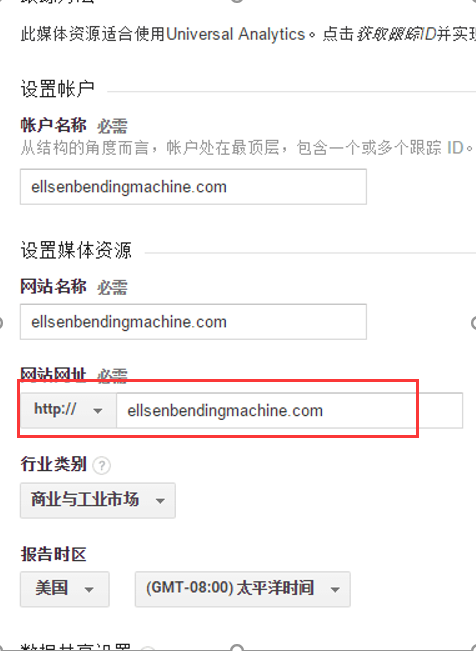 此媒体资源适合使用Universal Analytics。点击获取跟踪ID并实现
设置帐户
帐户名称 必需
从结构的角度而言，帐户处在最顶层，包含一个或多个跟踪 ID。
ellsenbendingmachine.com
设置媒体资源
网站名称 必需
ellsenbendingmachine.com
网站网址 必需
http:// ellsenbendingmachine.com
行业类别 ?
商业与工业市场
报告时区
美国 (GMT-08:00) 太平洋时间
数据共享设置